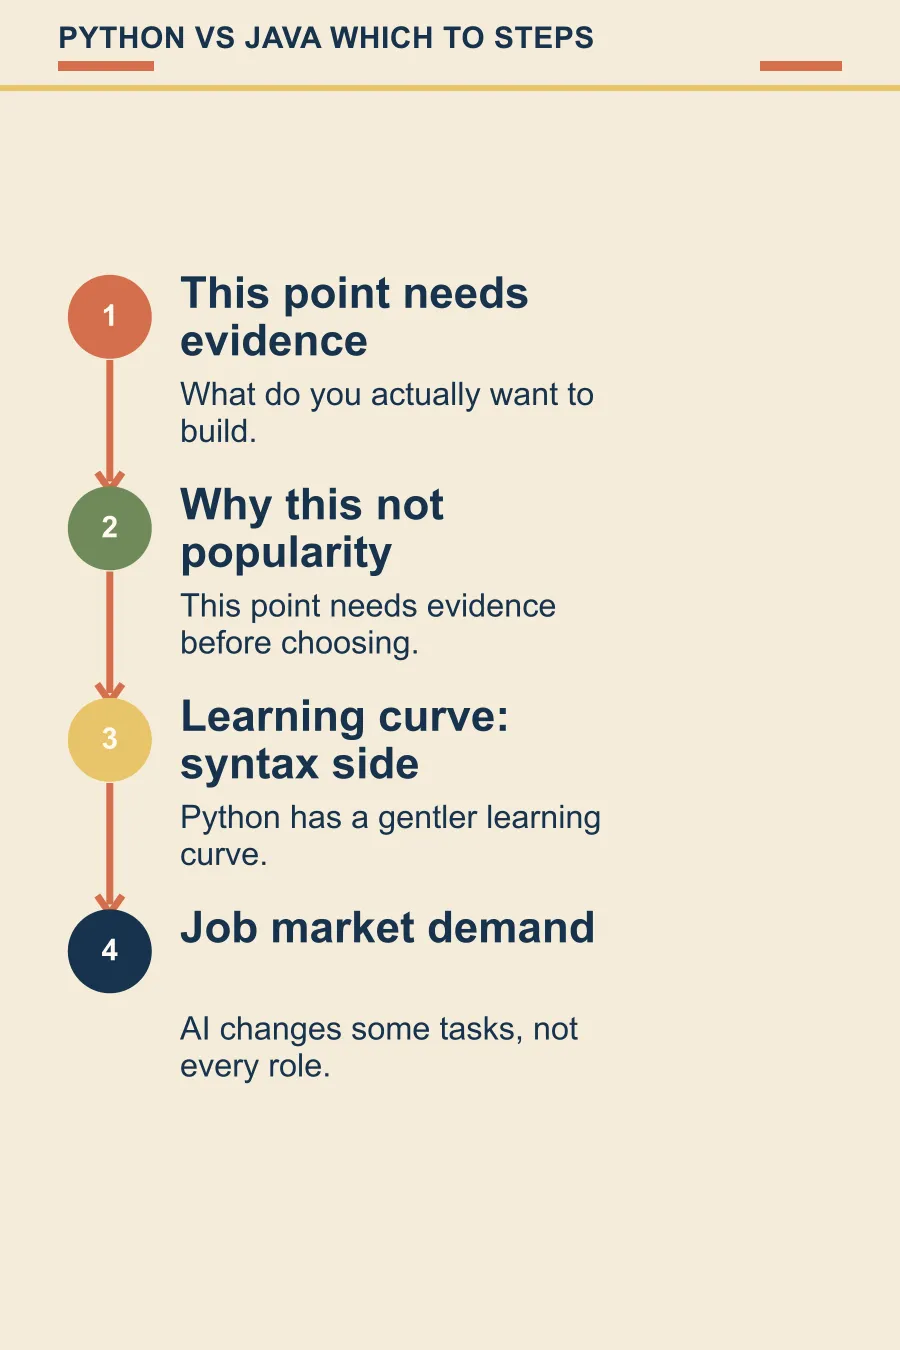 PYTHON VS JAVA WHICH TO STEPS
1
This point needs
evidence
What do you actually want to
build.
2
Why this not
popularity
This point needs evidence
before choosing.
3
Learning curve:
syntax side
Python has a gentler learning
curve.
4
Job market demand
AI changes some tasks, not
every role.